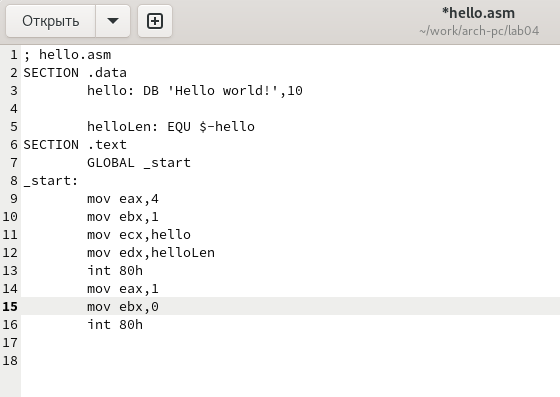 Открыть
*hello.asm
~/work/arch-pc/lab04
1 ; hello.asm
2 SECTION .data
3         hello: DB 'Hello world!',10
4
5         helloLen: EQU $-hello
6 SECTION .text
7         GLOBAL _start
8 _start:
9         mov eax,4
10         mov ebx,1
11         mov ecx,hello
12         mov edx,helloLen
13         int 80h
14         mov eax,1
15         mov ebx,0
16         int 80h
17
18